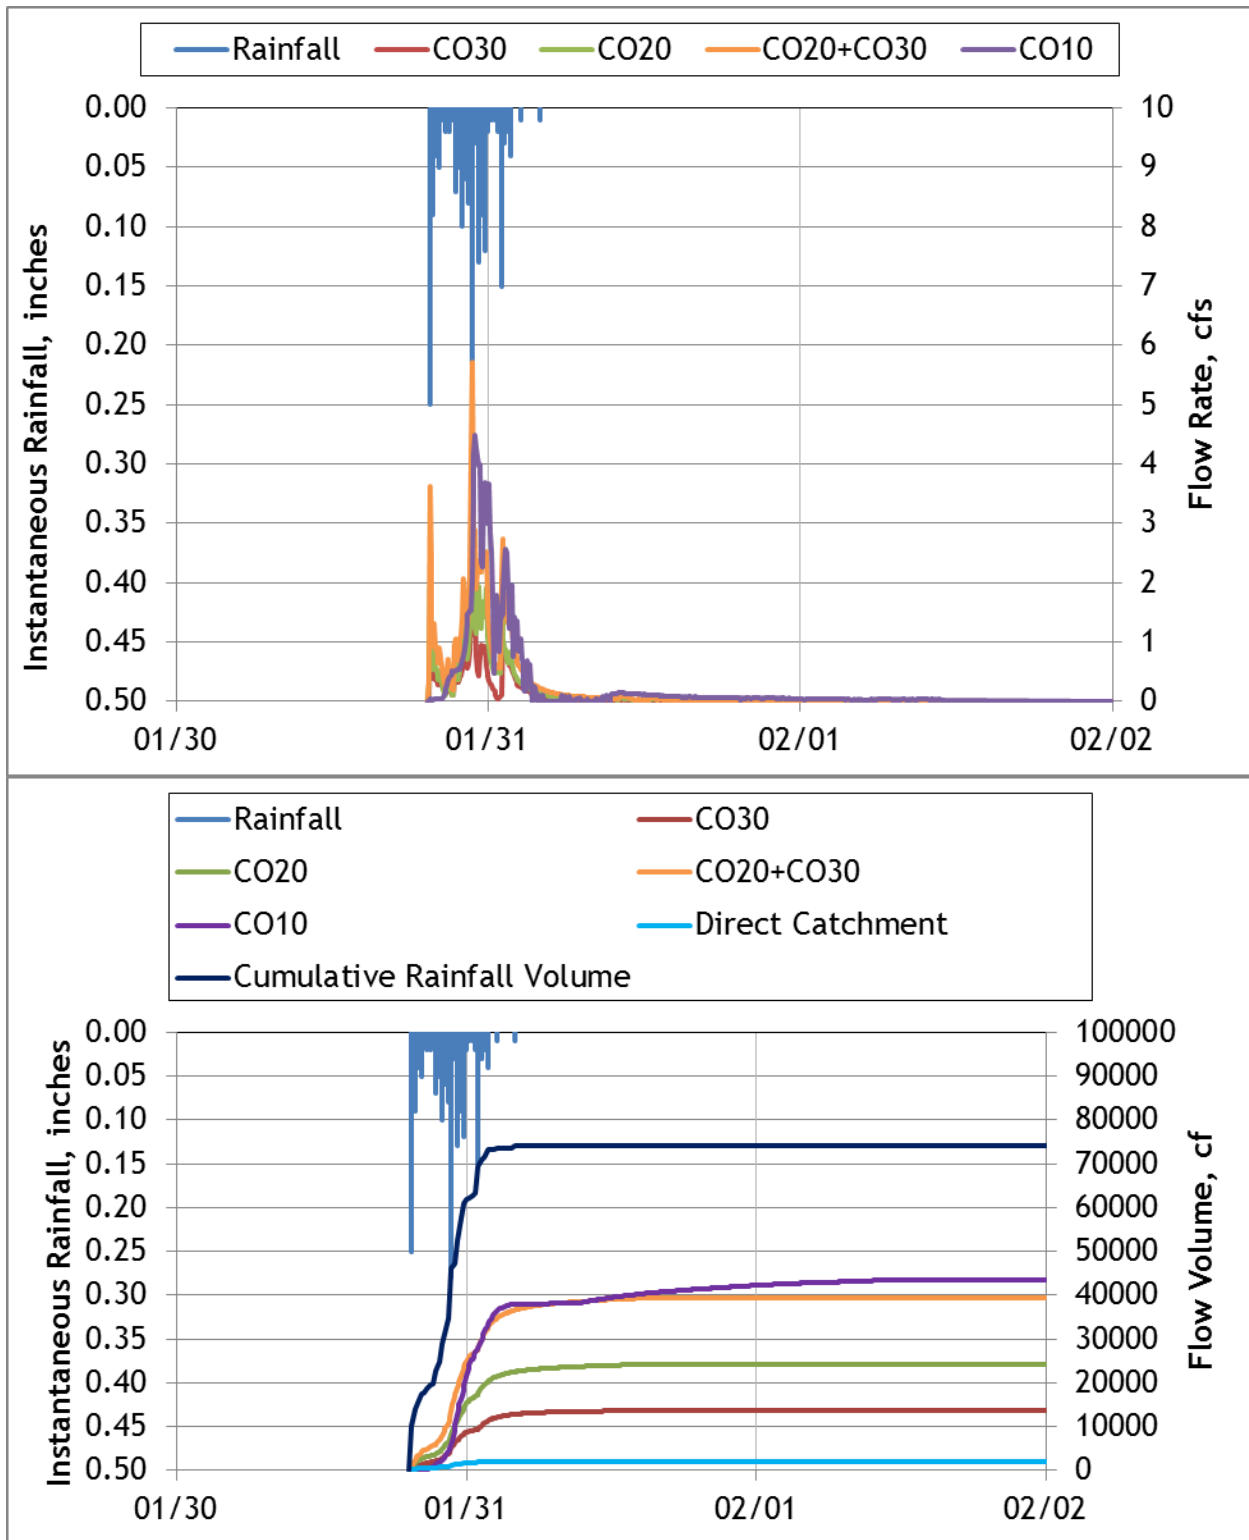 Rainfall CO30 CO20 CO20+CO30 CO10
0.00 10
0.05 9
0.10 8
0.15 7
0.20 6
0.25 5
0.30 4
0.35 3
0.40 2
0.45 1
0.50 0
Instantaneous Rainfall, inches
Flow Rate, cfs
01/30 01/31 02/01 02/02
Rainfall CO30
CO20 CO20+CO30
CO10 Direct Catchment
Cumulative Rainfall Volume
0.00 100000
0.05 90000
0.10 80000
0.15 70000
0.20 60000
0.25 50000
0.30 40000
0.35 30000
0.40 20000
0.45 10000
0.50 0
Instantaneous Rainfall, inches
Flow Volume, cf
01/30 01/31 02/01 02/02